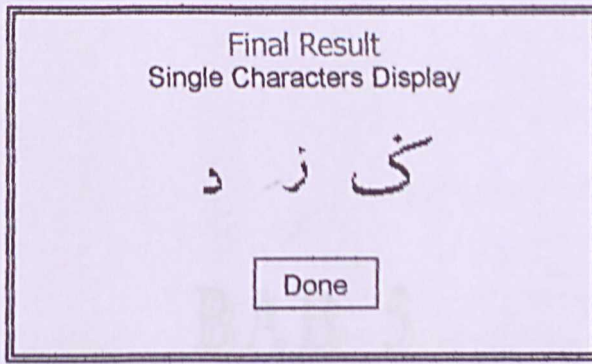 Final Result
Single Characters Display
ݢ ز د
Done